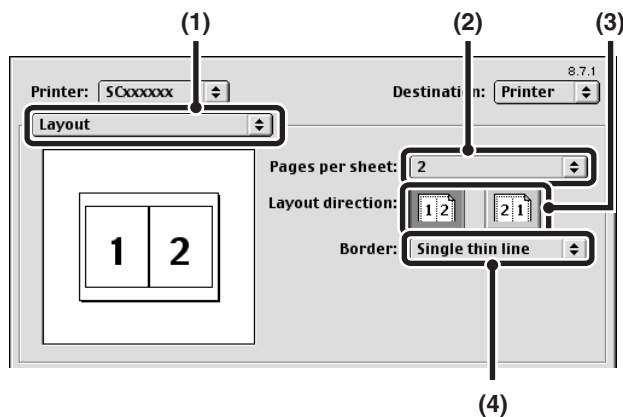 (1) (2) (3)
8.7.1
Printer: SCxxxxxx Destination: Printer
Layout
Pages per sheet: 2
Layout direction: 1 2 2 1
1 2
Border: Single thin line
(4)